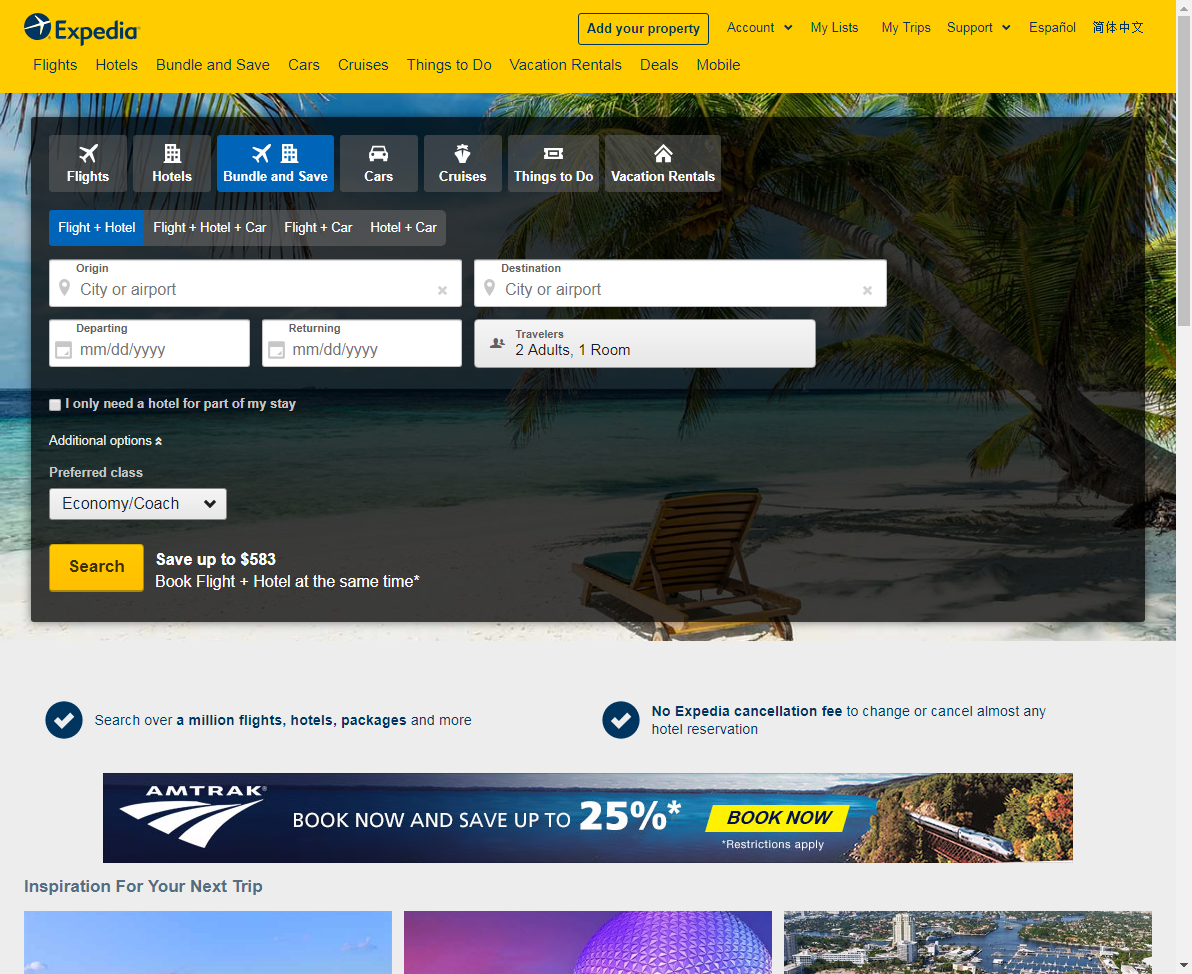 Expedia
Add your property
Account
My Lists
My Trips
Support
Español
简体中文
Flights
Hotels
Bundle and Save
Cars
Cruises
Things to Do
Vacation Rentals
Deals
Mobile
Flights
Hotels
Bundle and Save
Cars
Cruises
Things to Do
Vacation Rentals
Flight + Hotel
Flight + Hotel + Car
Flight + Car
Hotel + Car
Origin
City or airport
Destination
City or airport
Departing
mm/dd/yyyy
Returning
mm/dd/yyyy
Travelers
2 Adults, 1 Room
I only need a hotel for part of my stay
Additional options
Preferred class
Economy/Coach
Search
Save up to $583
Book Flight + Hotel at the same time*
Search over a million flights, hotels, packages and more
No Expedia cancellation fee to change or cancel almost any
hotel reservation
AMTRAK®
BOOK NOW AND SAVE UP TO 25%*
BOOK NOW
*Restrictions apply
Inspiration For Your Next Trip